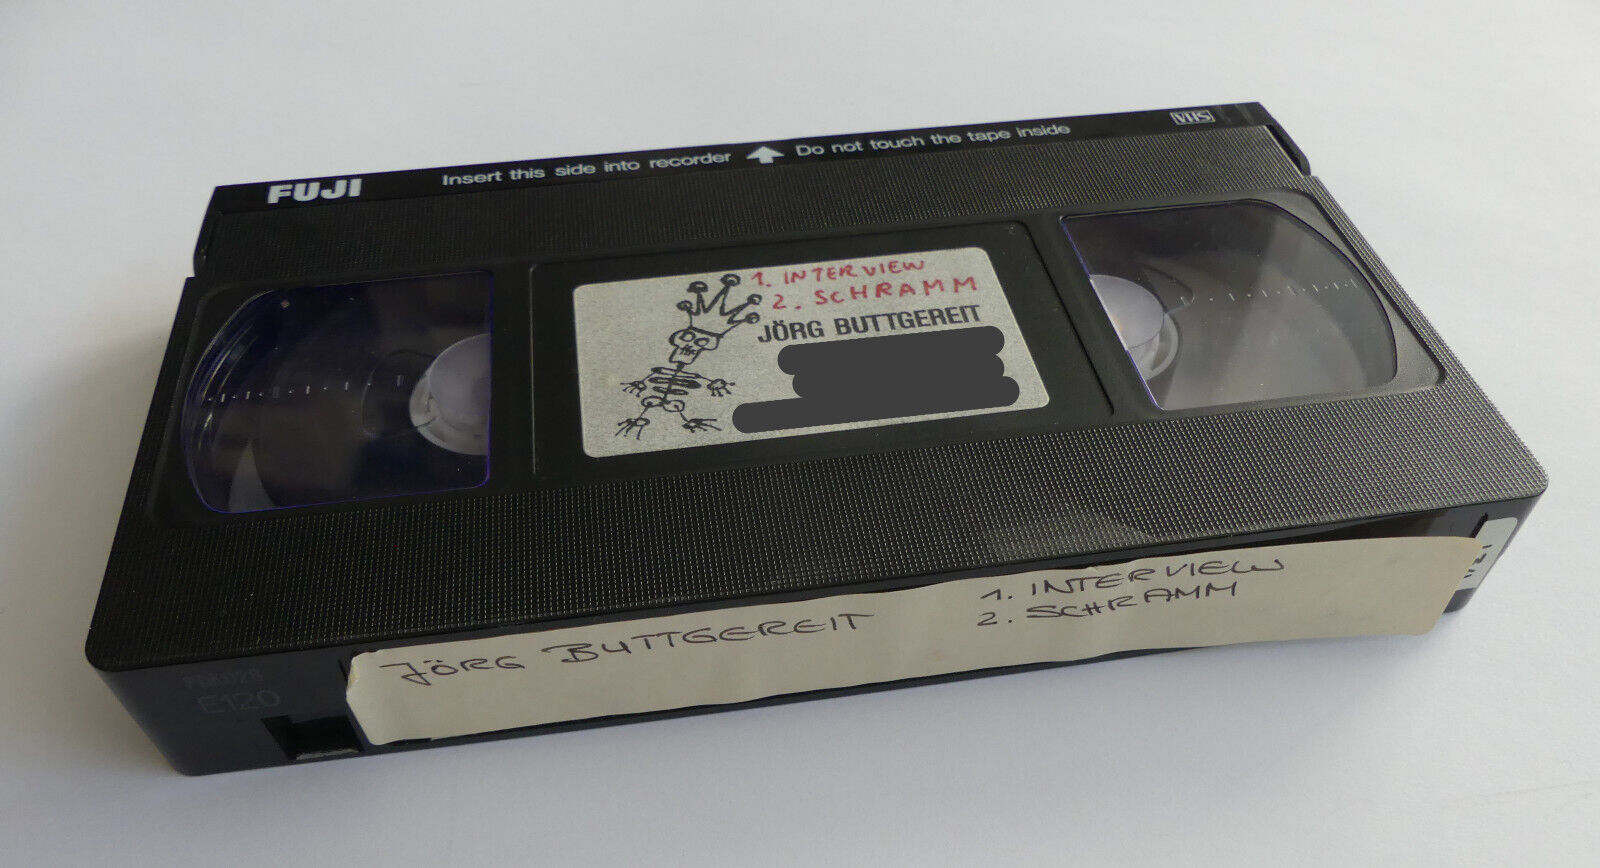 FUJI
Insert this side into recorder
Do not touch the tape inside
VHS
1. INTERVIEW
2. SCHRAMM
JÖRG BUTTGEREIT
JÖRG BUTTGEREIT
1. INTERVIEW
2. SCHRAMM
E120